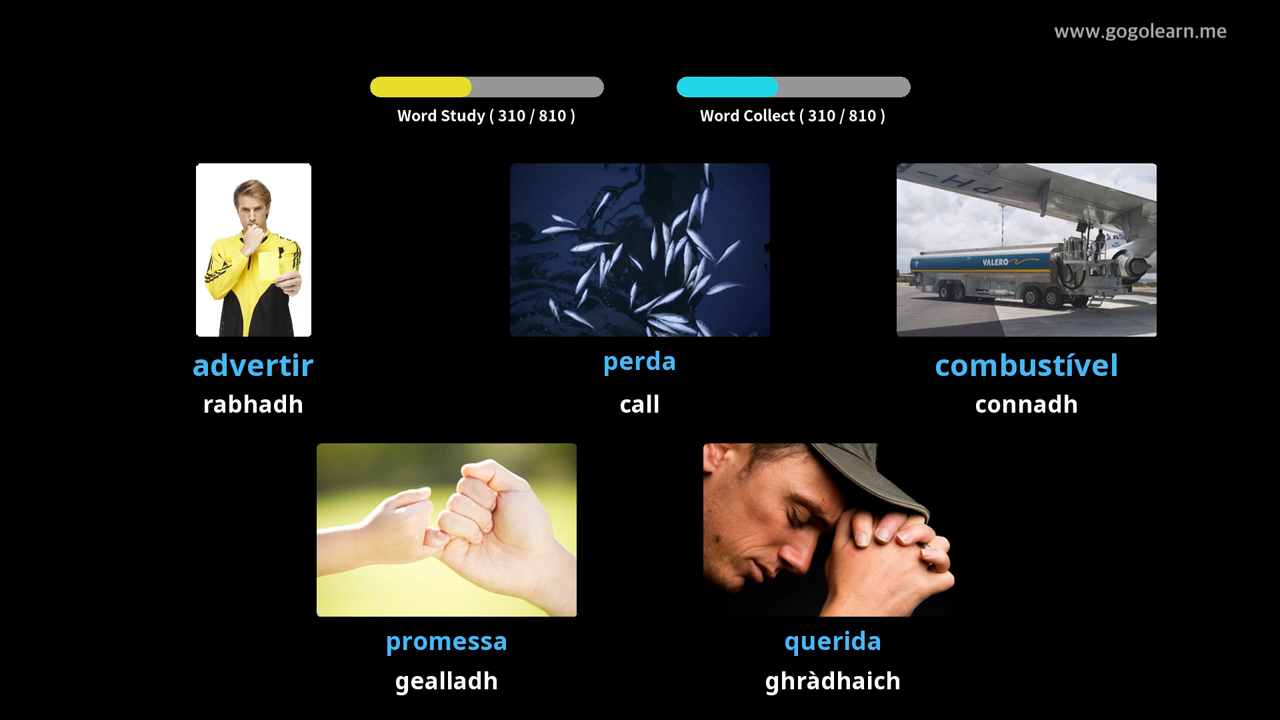 www.gogolearn.me
Word Study ( 310 / 810 )
Word Collect ( 310 / 810 )
VALERO
advertir
rabhadh
perda
call
combustível
connadh
promessa
gealladh
querida
ghràdhaich